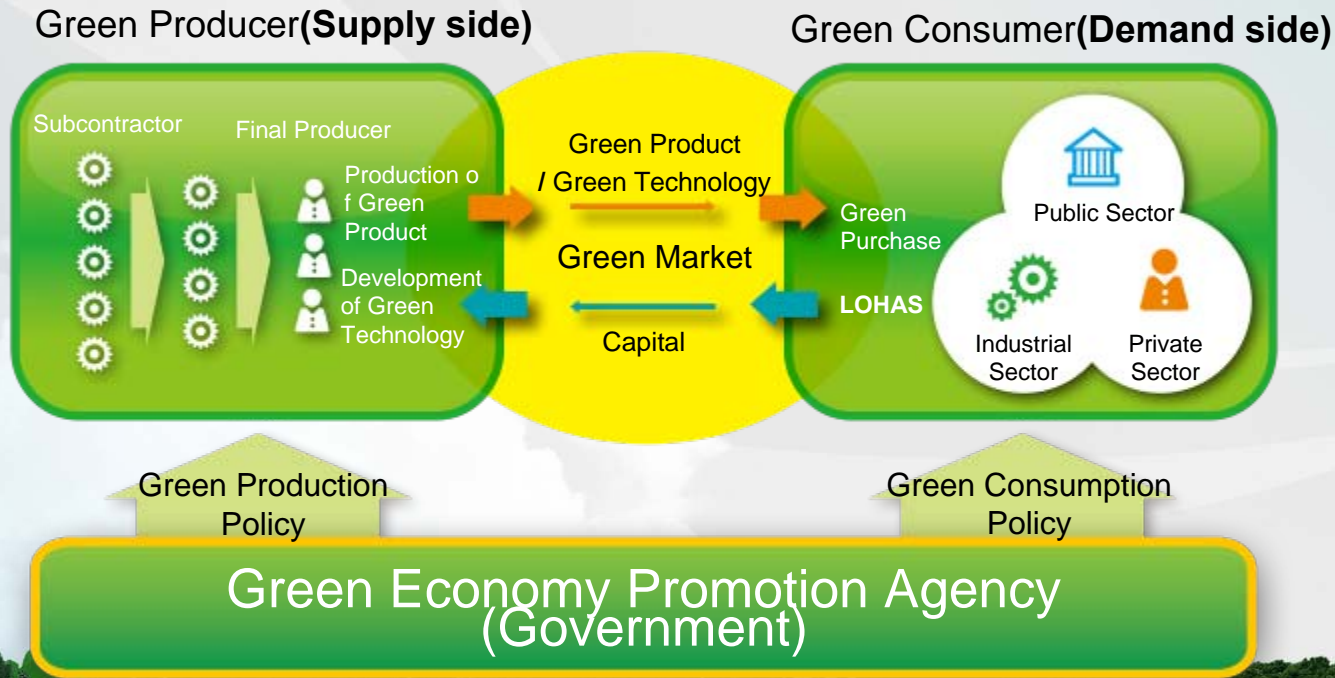 Green Producer(Supply side)
Green Consumer(Demand side)
Subcontractor
Final Producer
Production o
f Green
Product
Development
of Green
Technology
Green Product
/ Green Technology
Green Market
Capital
Green
Purchase
LOHAS
Public Sector
Industrial
Sector
Private
Sector
Green Production
Policy
Green Consumption
Policy
Green Economy Promotion Agency
(Government)